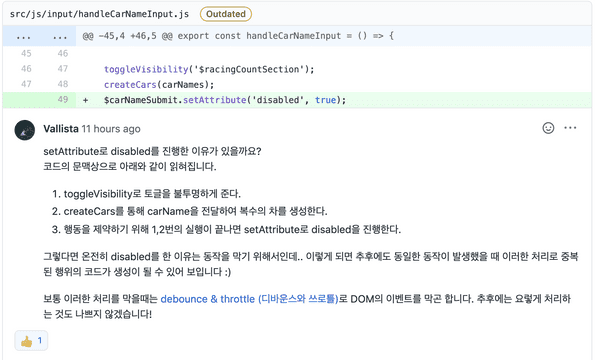 src/js/input/handleCarNameInput.js Outdated
... ... @@ -45,4 +46,5 @@ export const handleCarNameInput = () => {
45 45
46 47 toggleVisibility('$racingCountSection');
47 48 createCars(carNames);
49 + $carNameSubmit.setAttribute('disabled', true);
Vallista 11 hours ago ...
setAttribute로 disabled를 진행한 이유가 있을까요?
코드의 문맥상으로 아래와 같이 읽혀집니다.
1. toggleVisibility로 토글을 불투명하게 준다.
2. createCars를 통해 carName을 전달하여 복수의 차를 생성한다.
3. 행동을 제약하기 위해 1,2번의 실행이 끝나면 setAttribute로 disabled을 진행한다.
그렇다면 온전히 disabled를 한 이유는 동작을 막기 위해서인데.. 이렇게 되면 추후에도 동일한 동작이 발생했을 때 이러한 처리로 중복
된 행위의 코드가 생성이 될 수 있어 보입니다 :)
보통 이러한 처리를 막을때는 debounce & throttle (디바운스와 쓰로틀)로 DOM의 이벤트를 막곤 합니다. 추후에는 요렇게 처리하
는 것도 나쁘지 않겠습니다!
👍 1